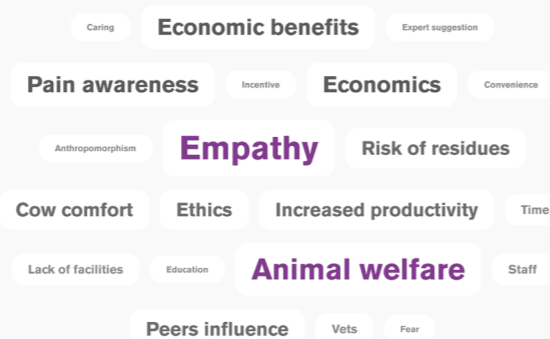 Caring Economic benefits Expert suggestion
Pain awareness Incentive Economics Convenience
Anthropomorphism Empathy Risk of residues
Cow comfort Ethics Increased productivity Time
Lack of facilities Education Animal welfare Staff
Peers influence Vets Fear